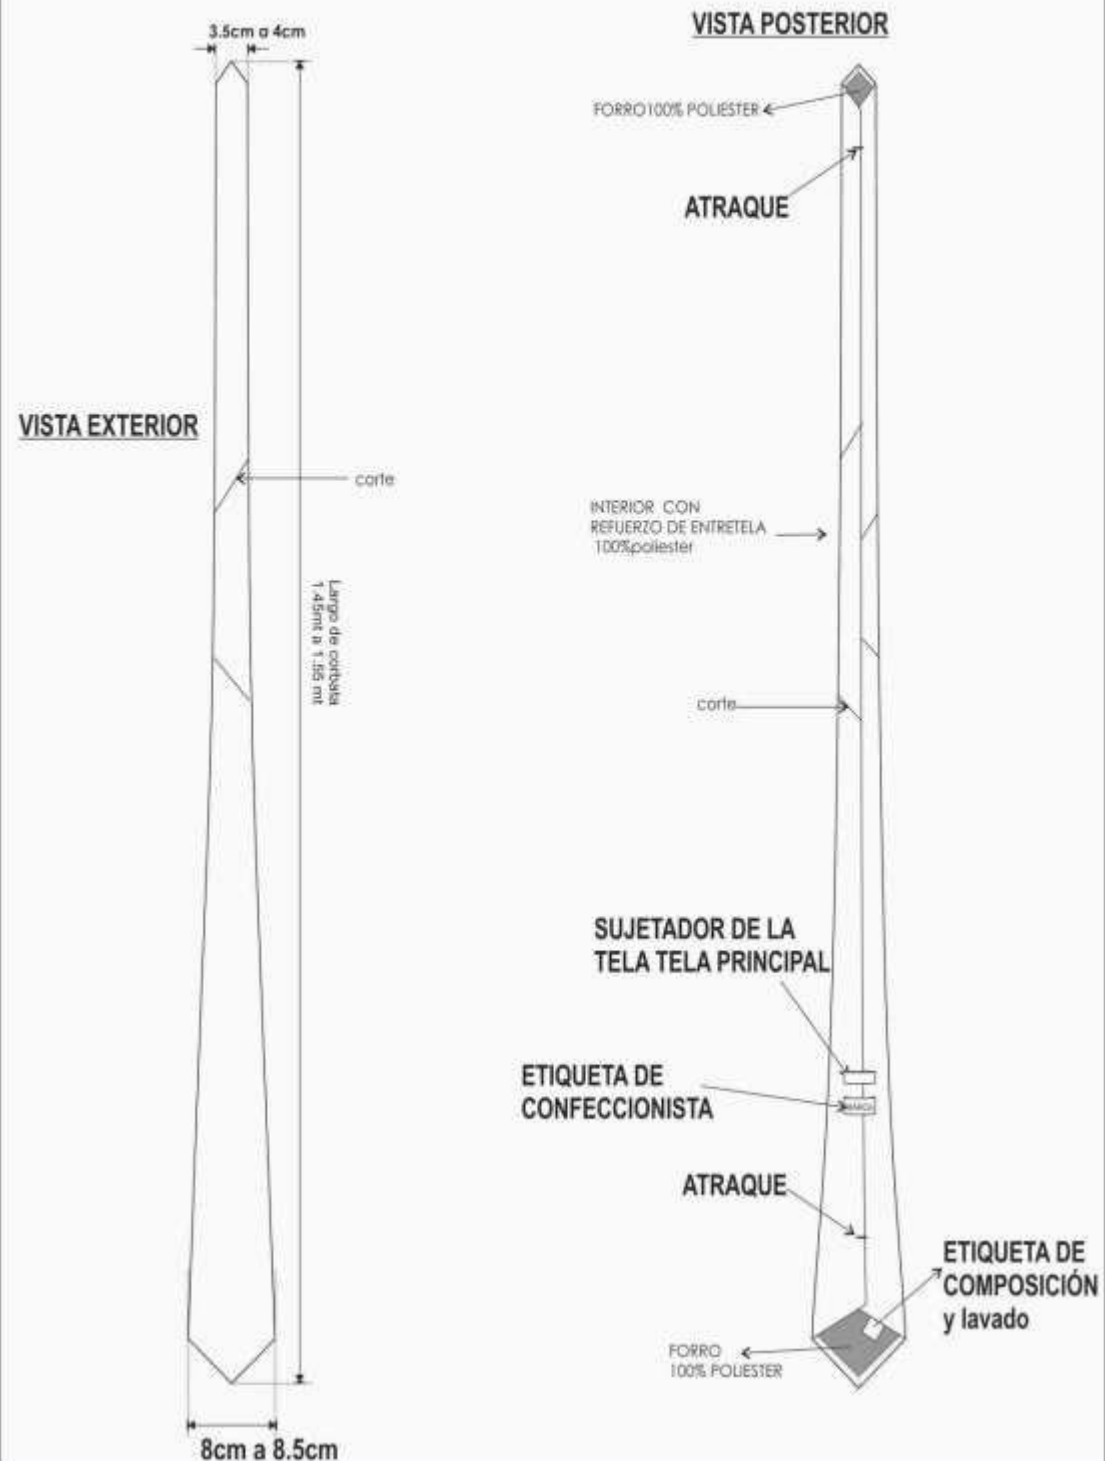 3.5cm a 4cm
VISTA EXTERIOR
corte
Largo de corbata
1.45mt a 1.55 mt
8cm a 8.5cm
VISTA POSTERIOR
FORRO100% POLIESTER
ATRAQUE
INTERIOR CON
REFUERZO DE ENTRETELA
100%poliester
corte
SUJETADOR DE LA
TELA TELA PRINCIPAL
ETIQUETA DE
CONFECCIONISTA
MARCA
ATRAQUE
ETIQUETA DE
COMPOSICIÓN
y lavado
FORRO
100% POLIESTER